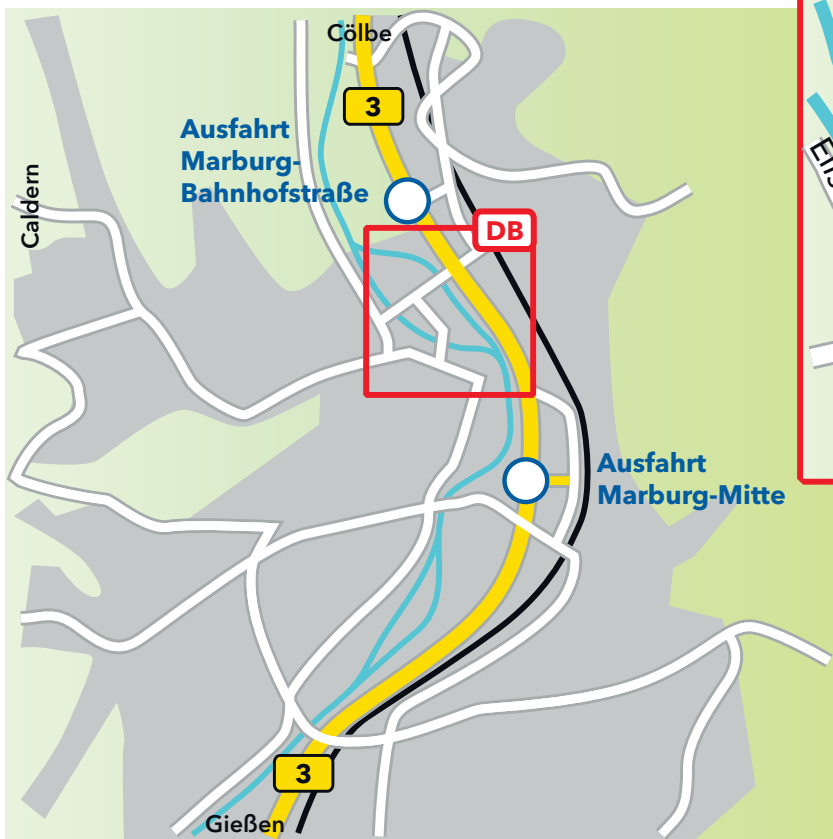 Cölbe
3
Ausfahrt
Marburg-
Bahnhofstraße
Caldern
DB
Ausfahrt
Marburg-Mitte
3
Gießen